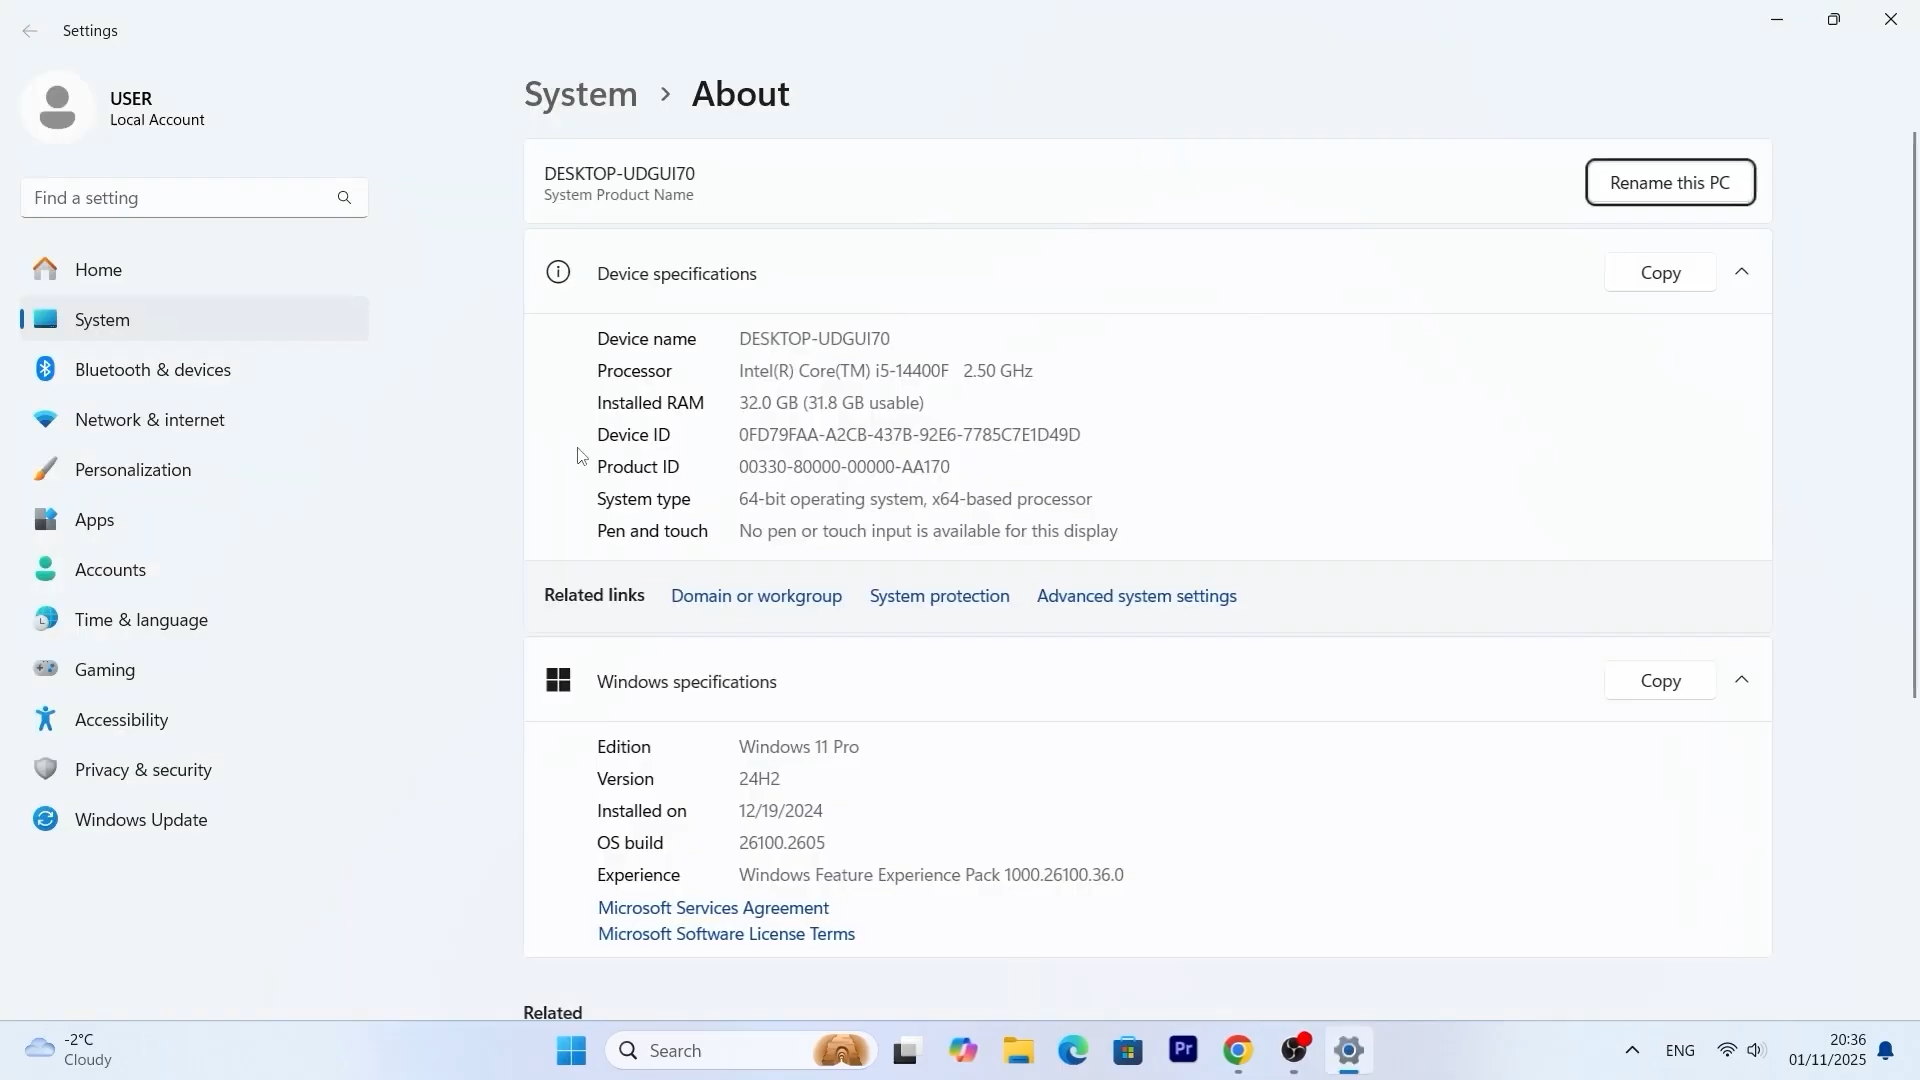 Settings
USER
Local Account
Find a setting
Home
System
Bluetooth & devices
Network & internet
Personalization
Apps
Accounts
Time & language
Gaming
Accessibility
Privacy & security
Windows Update
System > About
DESKTOP-UDGUI70
System Product Name
Rename this PC
Device specifications
Copy
Device name DESKTOP-UDGUI70
Processor Intel(R) Core(TM) i5-14400F 2.50 GHz
Installed RAM 32.0 GB (31.8 GB usable)
Device ID 0FD79FAA-A2CB-437B-92E6-7785C7E1D49D
Product ID 00330-80000-00000-AA170
System type 64-bit operating system, x64-based processor
Pen and touch No pen or touch input is available for this display
Related links Domain or workgroup System protection Advanced system settings
Windows specifications
Copy
Edition Windows 11 Pro
Version 24H2
Installed on 12/19/2024
OS build 26100.2605
Experience Windows Feature Experience Pack 1000.26100.36.0
Microsoft Services Agreement
Microsoft Software License Terms
Related
-2°C
Cloudy
Search
Pr
ENG
20:36
01/11/2025